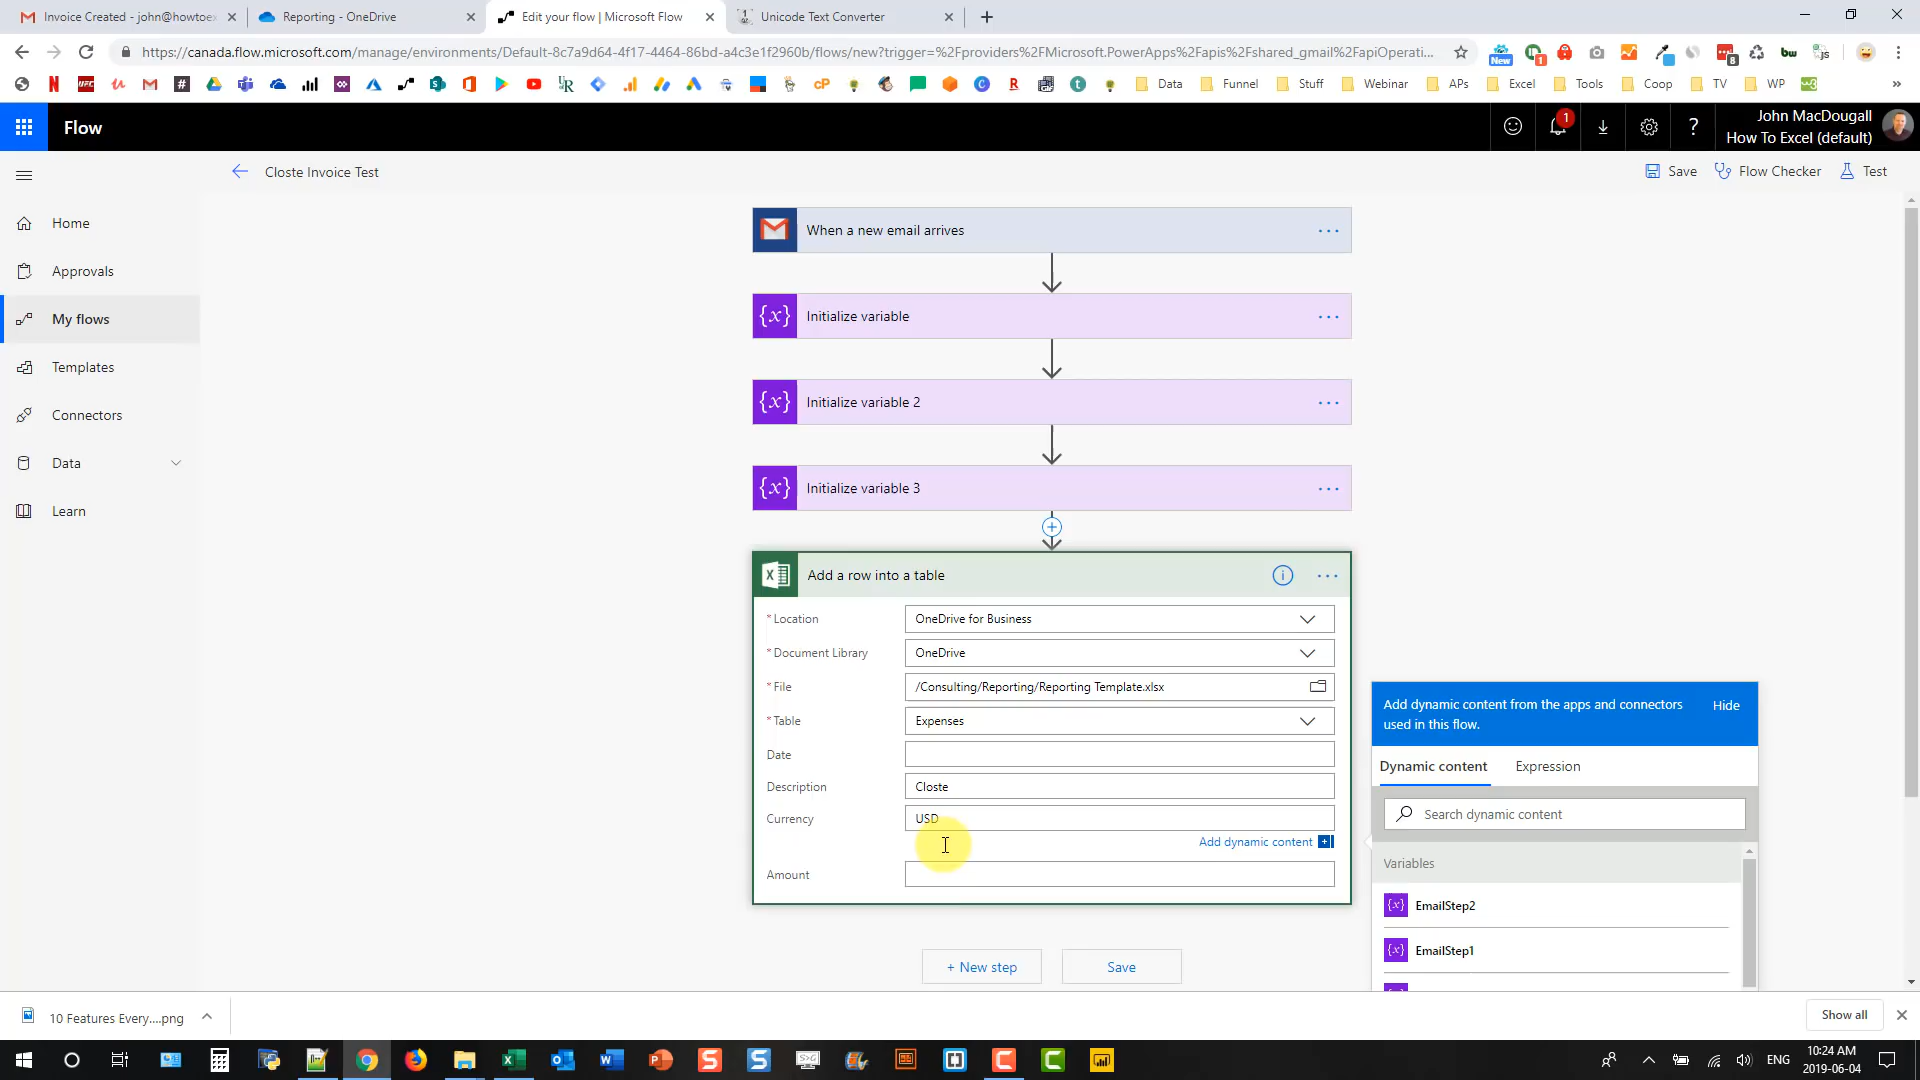 Invoice Created - john@howtoex
Reporting - OneDrive
Edit your flow | Microsoft Flow
Unicode Text Converter
https://canada.flow.microsoft.com/manage/environments/Default-8c7a9d64-4f17-4464-86bd-a4c3e1f2960b/flows/new?trigger=%2Fproviders%2FMicrosoft.PowerApps%2Fapis%2Fshared_gmail%2FapiOperati...
New
1
8
bw
Data
Funnel
Stuff
Webinar
APs
Excel
Tools
Coop
TV
WP
Flow
1
John MacDougall
How To Excel (default)
Closte Invoice Test
Save
Flow Checker
Test
Home
Approvals
My flows
Templates
Connectors
Data
Learn
When a new email arrives
Initialize variable
Initialize variable 2
Initialize variable 3
Add a row into a table
* Location
OneDrive for Business
* Document Library
OneDrive
* File
/Consulting/Reporting/Reporting Template.xlsx
* Table
Expenses
Date
Description
Closte
Currency
USD
Add dynamic content
Amount
+ New step
Save
Add dynamic content from the apps and connectors
used in this flow.
Hide
Dynamic content
Expression
Search dynamic content
Variables
EmailStep2
EmailStep1
10 Features Every....png
Show all
ENG
10:24 AM
2019-06-04